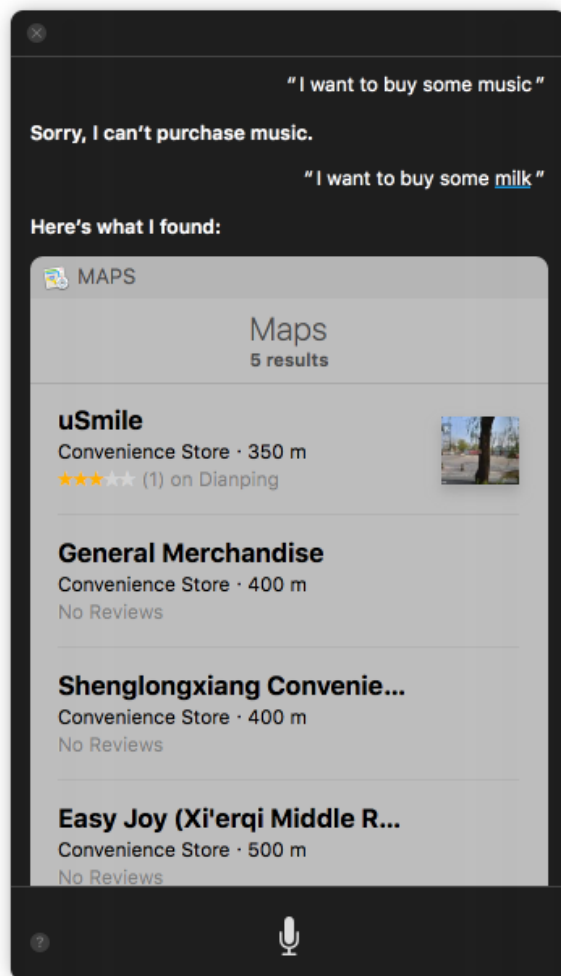 “I want to buy some music”
Sorry, I can’t purchase music.
“I want to buy some milk”
Here’s what I found:
MAPS
Maps
5 results
uSmile
Convenience Store · 350 m
★★★★★ (1) on Dianping
General Merchandise
Convenience Store · 400 m
No Reviews
Shenglongxiang Convenie...
Convenience Store · 400 m
No Reviews
Easy Joy (Xi'erqi Middle R...
Convenience Store · 500 m
No Reviews
?